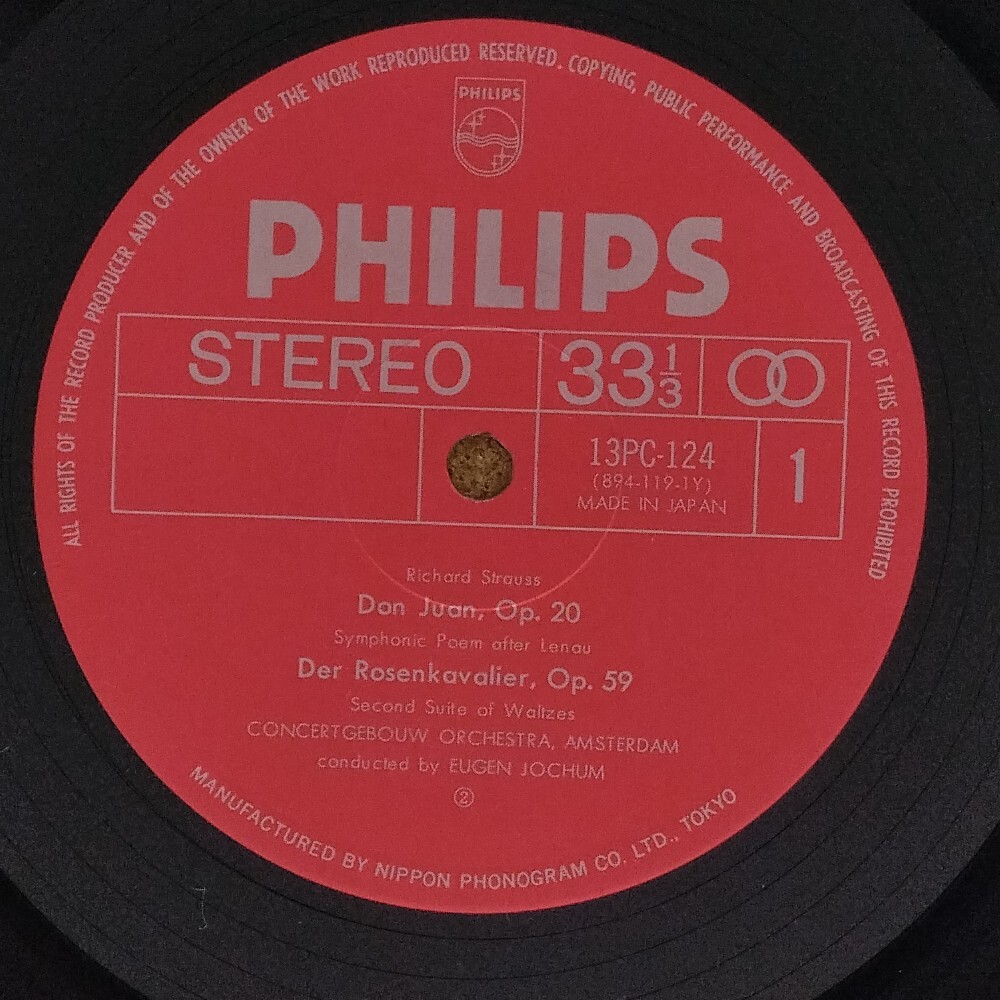 ALL RIGHTS OF THE RECORD PRODUCER AND OF THE OWNER OF THE WORK REPRODUCED RESERVED. COPYING, PUBLIC PERFORMANCE AND BROADCASTING OF THIS RECORD PROHIBITED
PHILIPS
PHILIPS
STEREO 33 1/3
13PC-124 1
(894-119-1Y)
MADE IN JAPAN
Richard Strauss
Don Juan, Op. 20
Symphonic Poem after Lenau
Der Rosenkavalier, Op. 59
Second Suite of Waltzes
CONCERTGEBOUW ORCHESTRA, AMSTERDAM
conducted by EUGEN JOCHUM
②
MANUFACTURED BY NIPPON PHONOGRAM CO. LTD., TOKYO